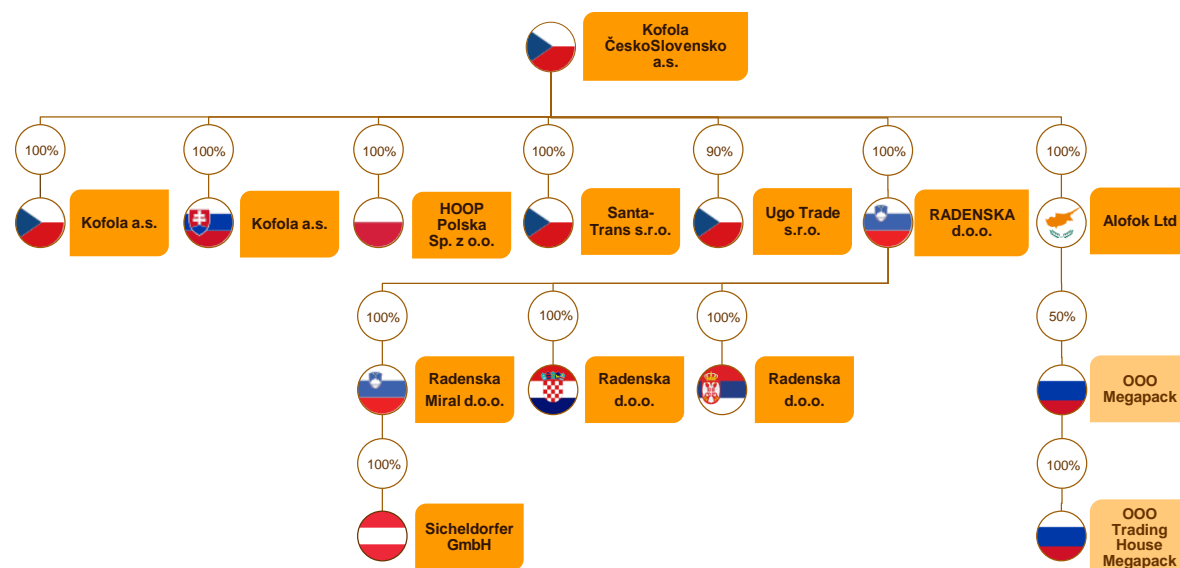 Kofola
ČeskoSlovensko
a.s.
100%
100%
100%
100%
90%
100%
100%
Kofola a.s.
Kofola a.s.
HOOP
Polska
Sp. z o.o.
Santa-
Trans s.r.o.
Ugo Trade
s.r.o.
RADENSKA
d.o.o.
Alofok Ltd
100%
100%
100%
50%
Radenska
Miral d.o.o.
Radenska
d.o.o.
Radenska
d.o.o.
OOO
Megapack
100%
100%
Sicheldorfer
GmbH
OOO
Trading
House
Megapack